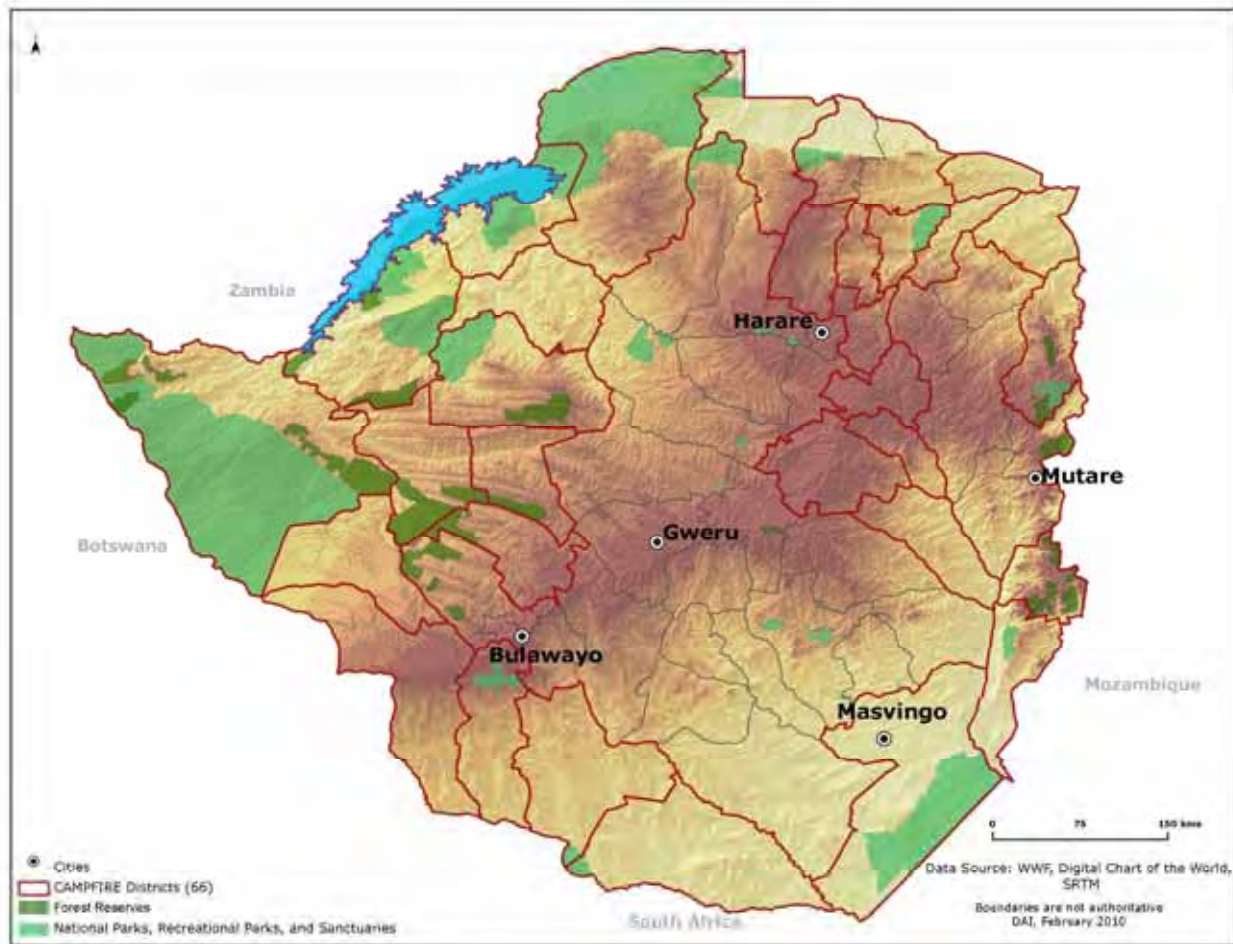 Zambia
Harare
Mutare
Botswana
Gweru
Bulawayo
Mozambique
Masvingo
0 75 150 kms
Cities
CAMPFIRE Districts (66)
Forest Reserves
National Parks, Recreational Parks, and Sanctuaries
South Africa
Data Source: WWF, Digital Chart of the World,
SRTM
Boundaries are not authoritative
DAI, February 2010